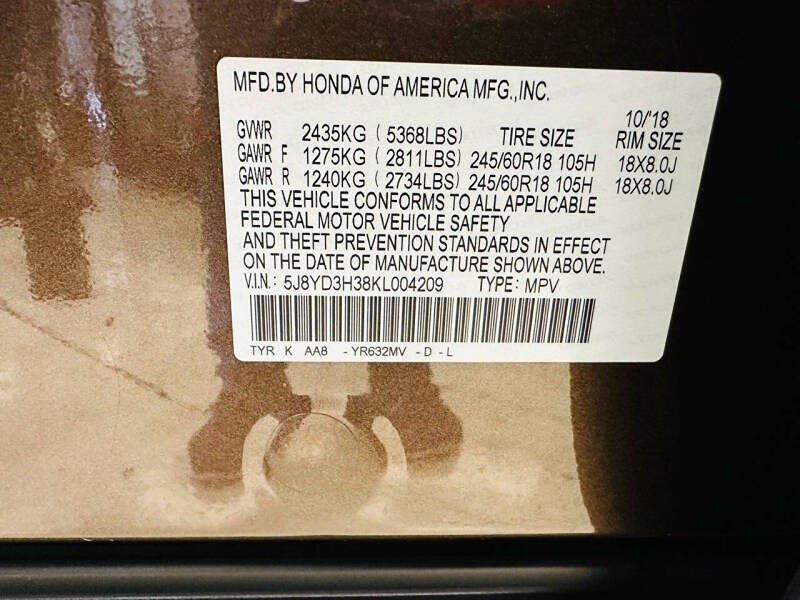 MFD.BY HONDA OF AMERICA MFG.,INC.
10/'18
GVWR 2435KG (5368LBS) TIRE SIZE RIM SIZE
GAWR F 1275KG (2811LBS) 245/60R18 105H 18X8.0J
GAWR R 1240KG (2734LBS) 245/60R18 105H 18X8.0J
THIS VEHICLE CONFORMS TO ALL APPLICABLE
FEDERAL MOTOR VEHICLE SAFETY
AND THEFT PREVENTION STANDARDS IN EFFECT
ON THE DATE OF MANUFACTURE SHOWN ABOVE.
V.I.N.: 5J8YD3H38KL004209 TYPE: MPV
TYR K AA8 -YR632MV -D -L